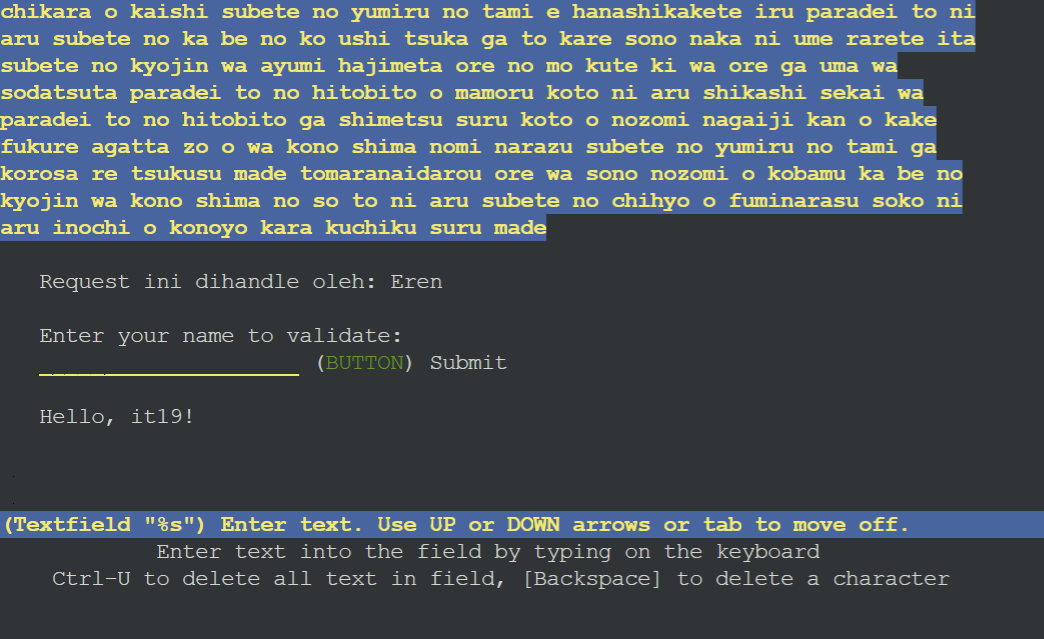 chikara o kaishi subete no yumiru no tami e hanashikakete iru paradei to ni
aru subete no ka be no ko ushi tsuka ga to kare sono naka ni ume rarete ita
subete no kyojin wa ayumi hajimeta ore no mo kute ki wa ore ga uma wa
sodatsuta paradei to no hitobito o mamoru koto ni aru shikashi sekai wa
paradei to no hitobito ga shimetsu suru koto o nozomi nagaiji kan o kake
fukure agatta zo o wa kono shima nomi narazu subete no yumiru no tami ga
korosa re tsukusu made tomaranaidarou ore wa sono nozomi o kobamu ka be no
kyojin wa kono shima no so to ni aru subete no chihyo o fuminarasu soko ni
aru inochi o konoyo kara kuchiku suru made
Request ini dihandle oleh: Eren
Enter your name to validate:
____________________ (BUTTON) Submit
Hello, it19!
(Textfield "%s") Enter text. Use UP or DOWN arrows or tab to move off.
Enter text into the field by typing on the keyboard
Ctrl-U to delete all text in field, [Backspace] to delete a character